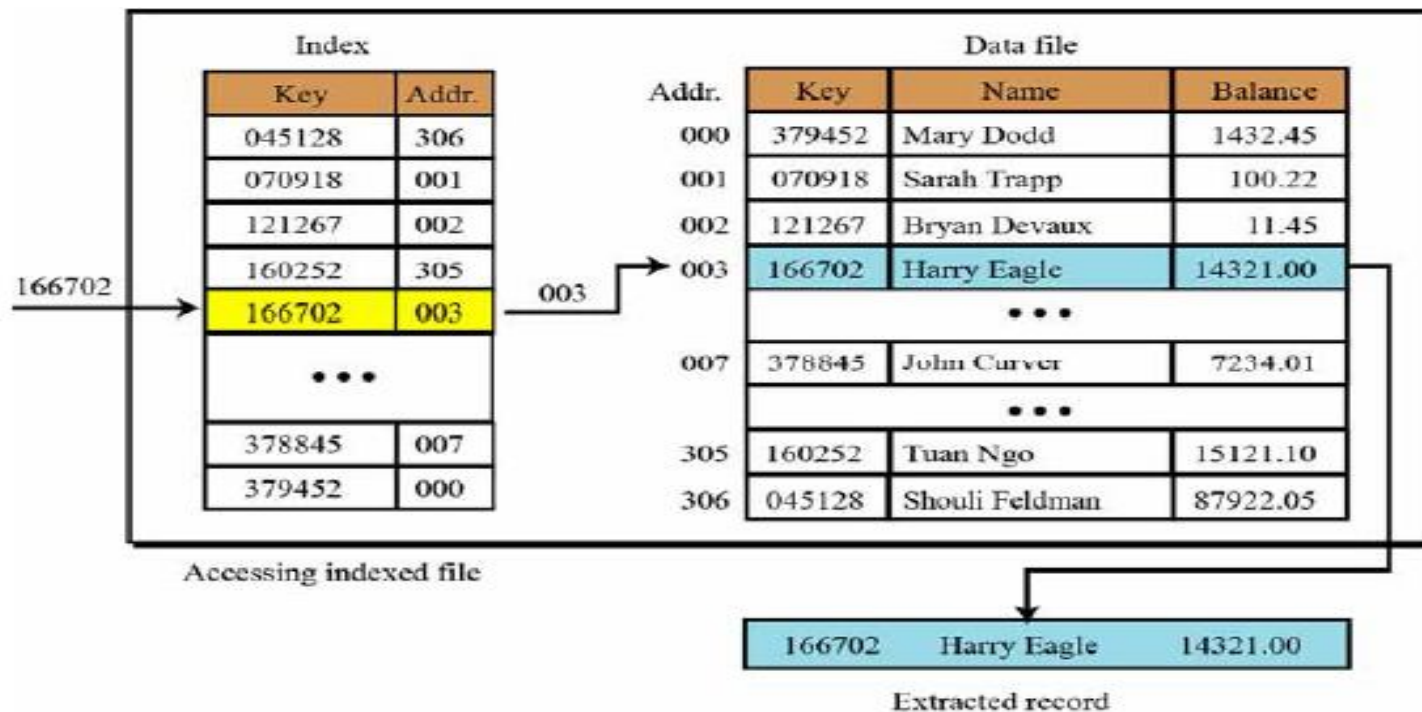 Index
Key Addr.
045128 306
070918 001
121267 002
160252 305
166702 003
• • •
378845 007
379452 000
166702
003
Data file
Addr. Key Name Balance
000 379452 Mary Dodd 1432.45
001 070918 Sarah Trapp 100.22
002 121267 Bryan Devaux 11.45
003 166702 Harry Eagle 14321.00
• • •
007 378845 John Carver 7234.01
• • •
305 160252 Tuan Ngo 15121.10
306 045128 Shouli Feldman 87922.05
Accessing indexed file
166702 Harry Eagle 14321.00
Extracted record